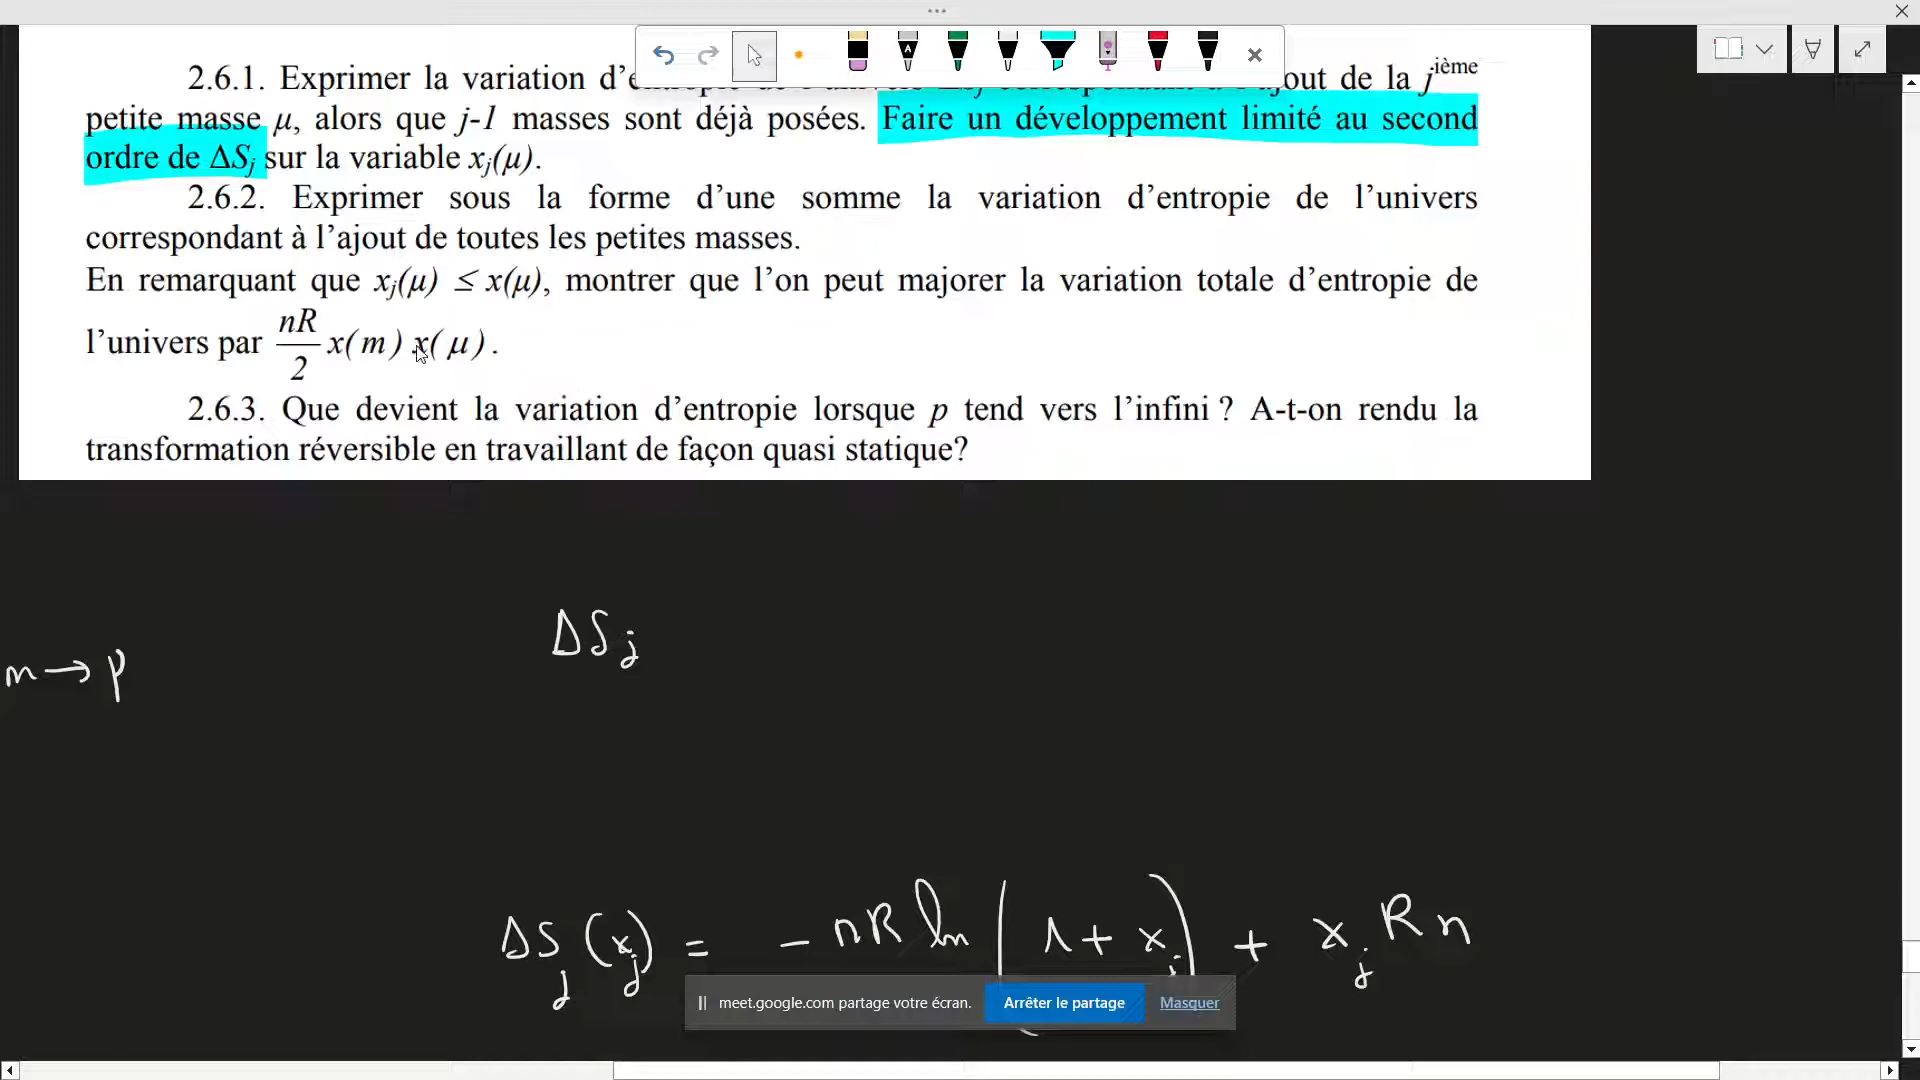 2.6.1. Exprimer la variation d'e out de la jième
petite masse μ, alors que j-1 masses sont déjà posées. Faire un développement limité au second
ordre de ΔSj sur la variable xj(μ).
2.6.2. Exprimer sous la forme d'une somme la variation d'entropie de l'univers
correspondant à l'ajout de toutes les petites masses.
En remarquant que xj(μ) ≤ x(μ), montrer que l'on peut majorer la variation totale d'entropie de
l'univers par nR/2 x(m) x(μ).
2.6.3. Que devient la variation d'entropie lorsque p tend vers l'infini ? A-t-on rendu la
transformation réversible en travaillant de façon quasi statique?
ΔSj
m → p
ΔSj(xj) = - nR ln(1 + xj) + xj R n
meet.google.com partage votre écran. Arrêter le partage Masquer